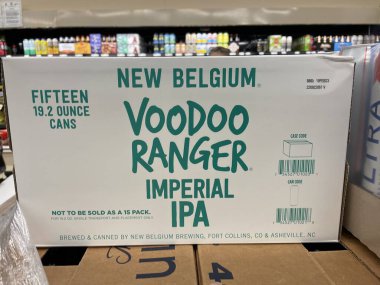 NEW BELGIUM®
FIFTEEN
19.2 OUNCE
CANS
VOODOO
RANGER®
IMPERIAL
IPA
CASE CODE
CAN CODE
NOT TO BE SOLD AS A 15 PACK.
BREWED & CANNED BY NEW BELGIUM BREWING, FORT COLLINS, CO & ASHEVILLE, NC